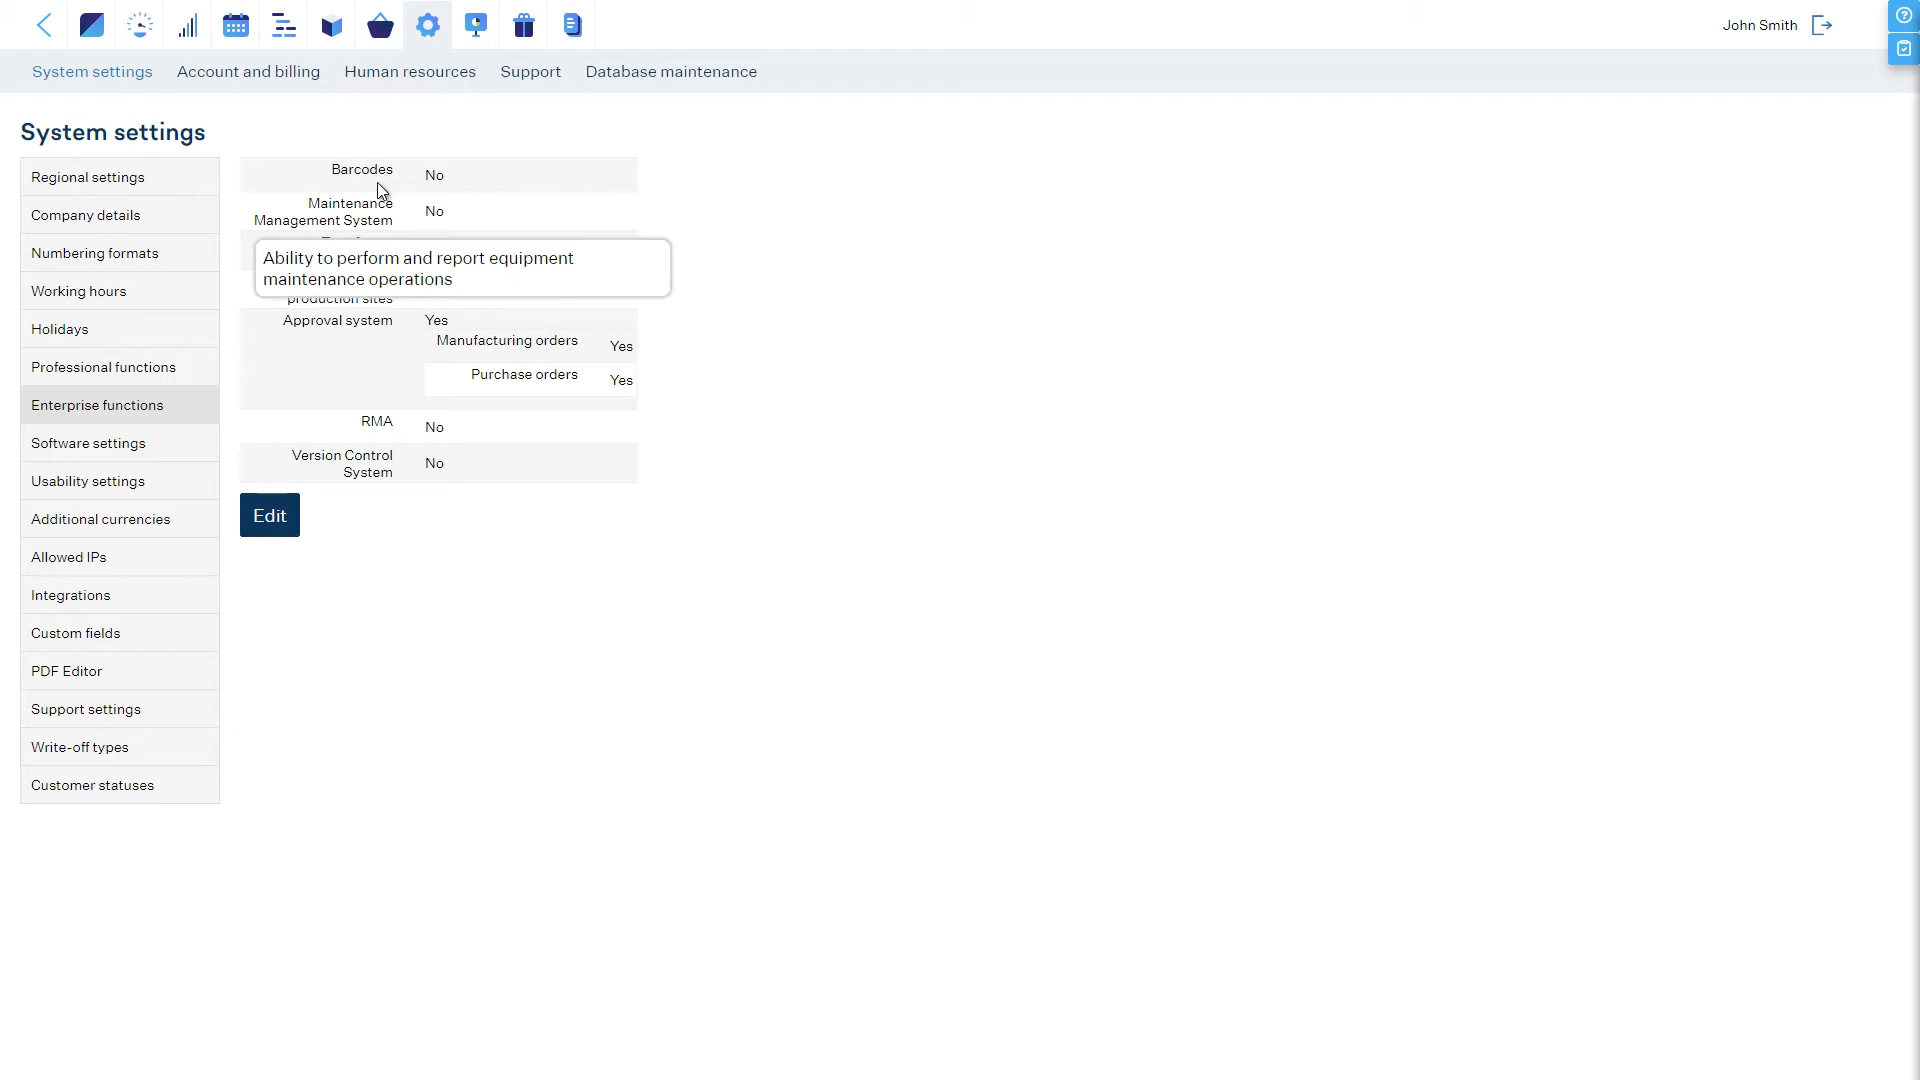 John Smith
System settings Account and billing Human resources Support Database maintenance
System settings
Regional settings
Company details
Numbering formats
Working hours
Holidays
Professional functions
Enterprise functions
Software settings
Usability settings
Additional currencies
Allowed IPs
Integrations
Custom fields
PDF Editor
Support settings
Write-off types
Customer statuses
Barcodes No
Maintenance
Management System No
Ability to perform and report equipment
maintenance operations
production sites
Approval system Yes
Manufacturing orders Yes
Purchase orders Yes
RMA No
Version Control
System No
Edit